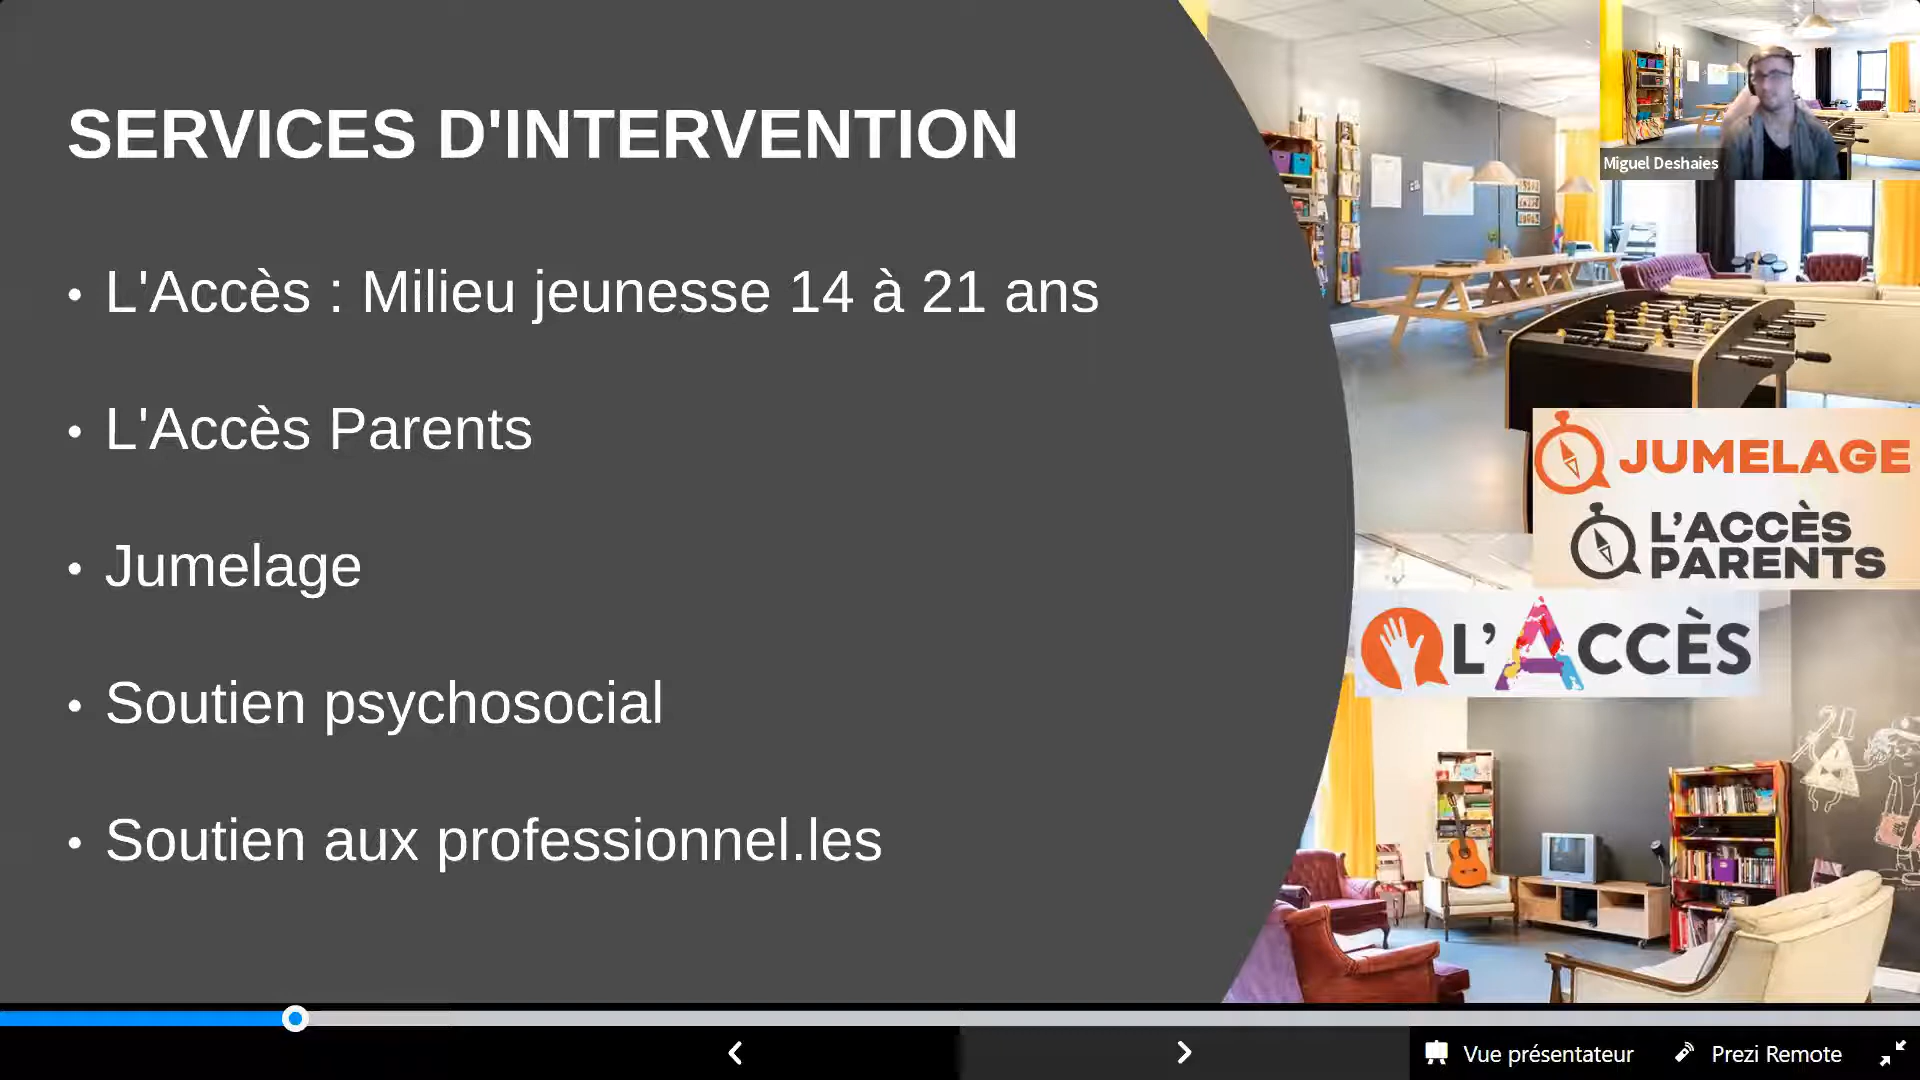 SERVICES D'INTERVENTION
Miguel Deshaies
• L'Accès : Milieu jeunesse 14 à 21 ans
• L'Accès Parents
• Jumelage
• Soutien psychosocial
• Soutien aux professionnel.les
JUMELAGE
L'ACCÈS
PARENTS
L'ACCÈS
Vue présentateur
Prezi Remote